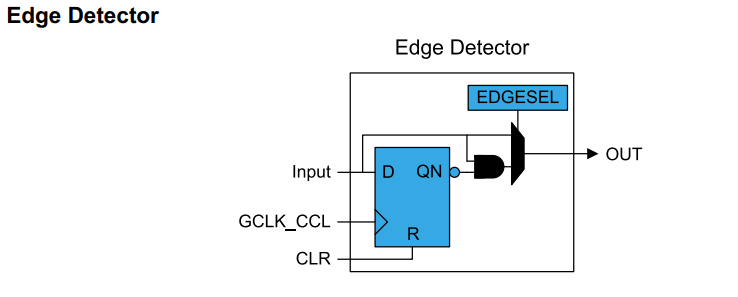 Edge Detector
Edge Detector
EDGESEL
OUT
Input
D QN
GCLK_CCL
R
CLR